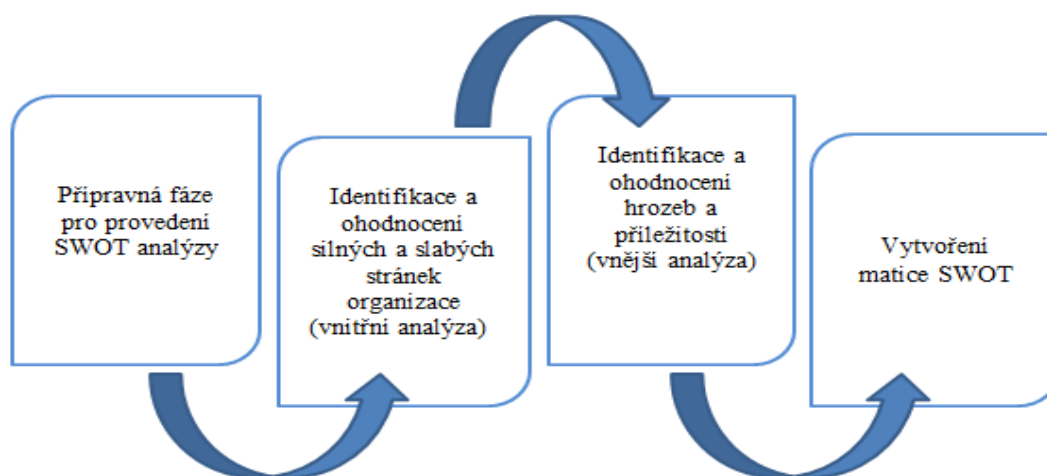 Přípravná fáze
pro provedení
SWOT analýzy
Identifikace a
ohodnocení
silných a slabých
stránek
organizace
(vnitřní analýza)
Identifikace a
ohodnocení
hrozeb a
příležitostí
(vnější analýza)
Vytvoření
matice SWOT